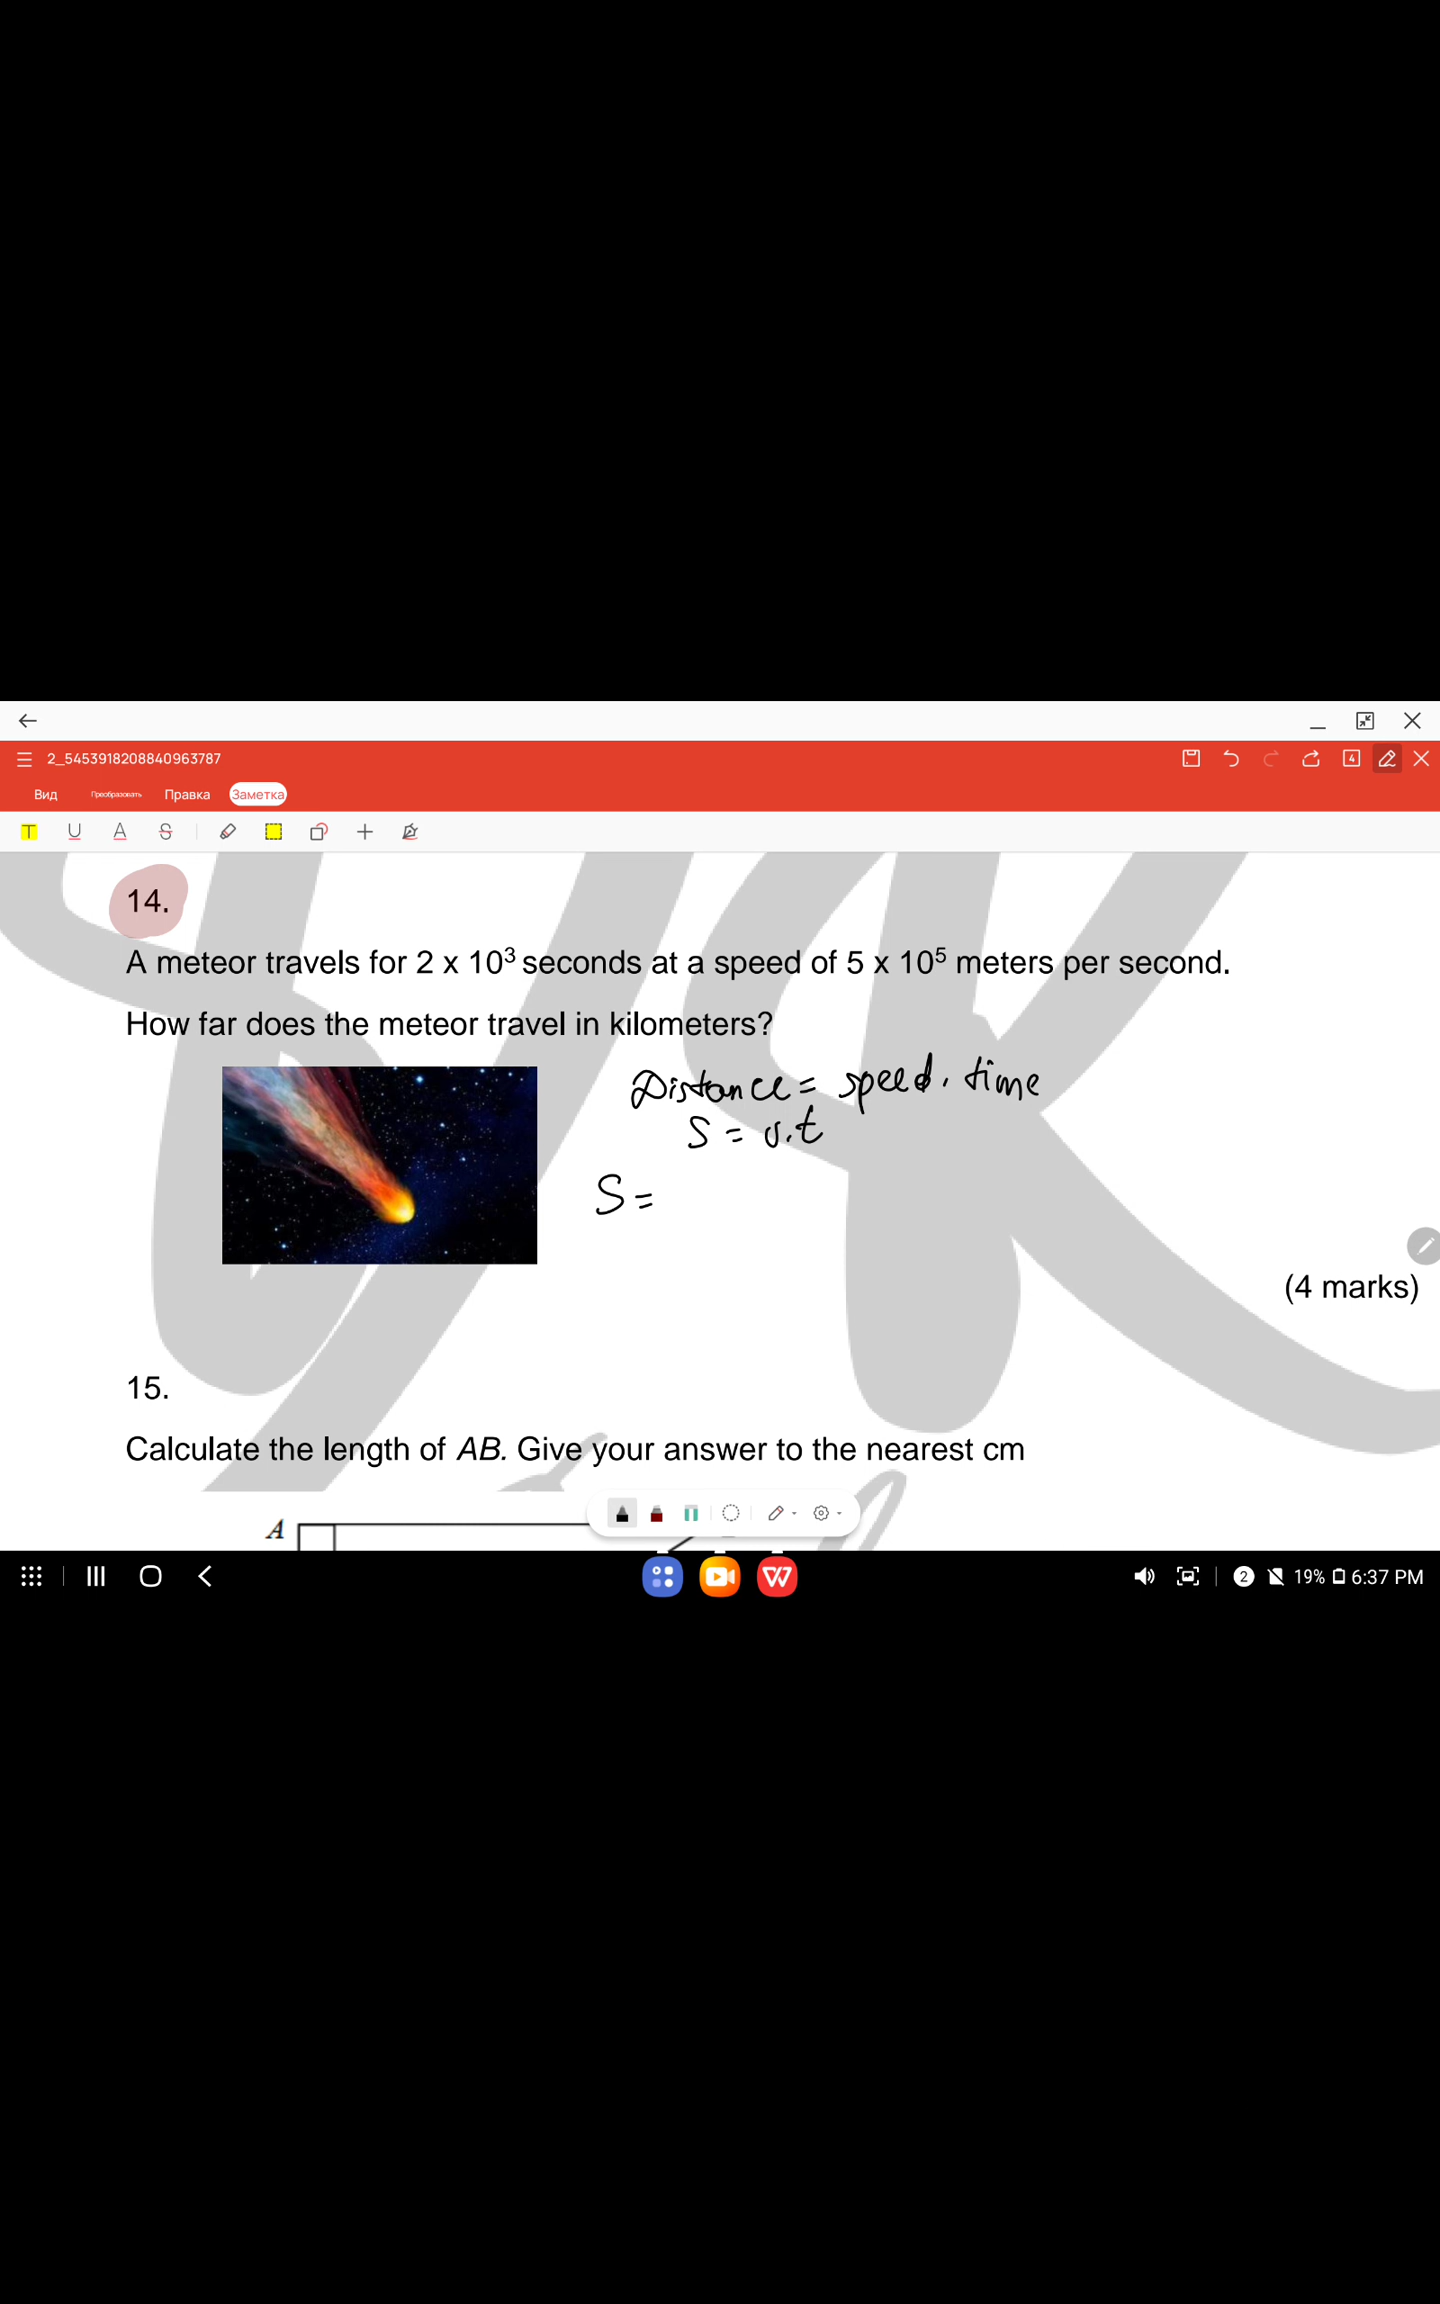 2_5453918208840963787
4
Вид Преобразовать Правка Заметка
T U A S
14.
A meteor travels for 2 x 10³ seconds at a speed of 5 x 10⁵ meters per second.
How far does the meteor travel in kilometers?
Distance = speed . time
S = v.t
S =
(4 marks)
15.
Calculate the length of AB. Give your answer to the nearest cm
A
2 19% 6:37 PM